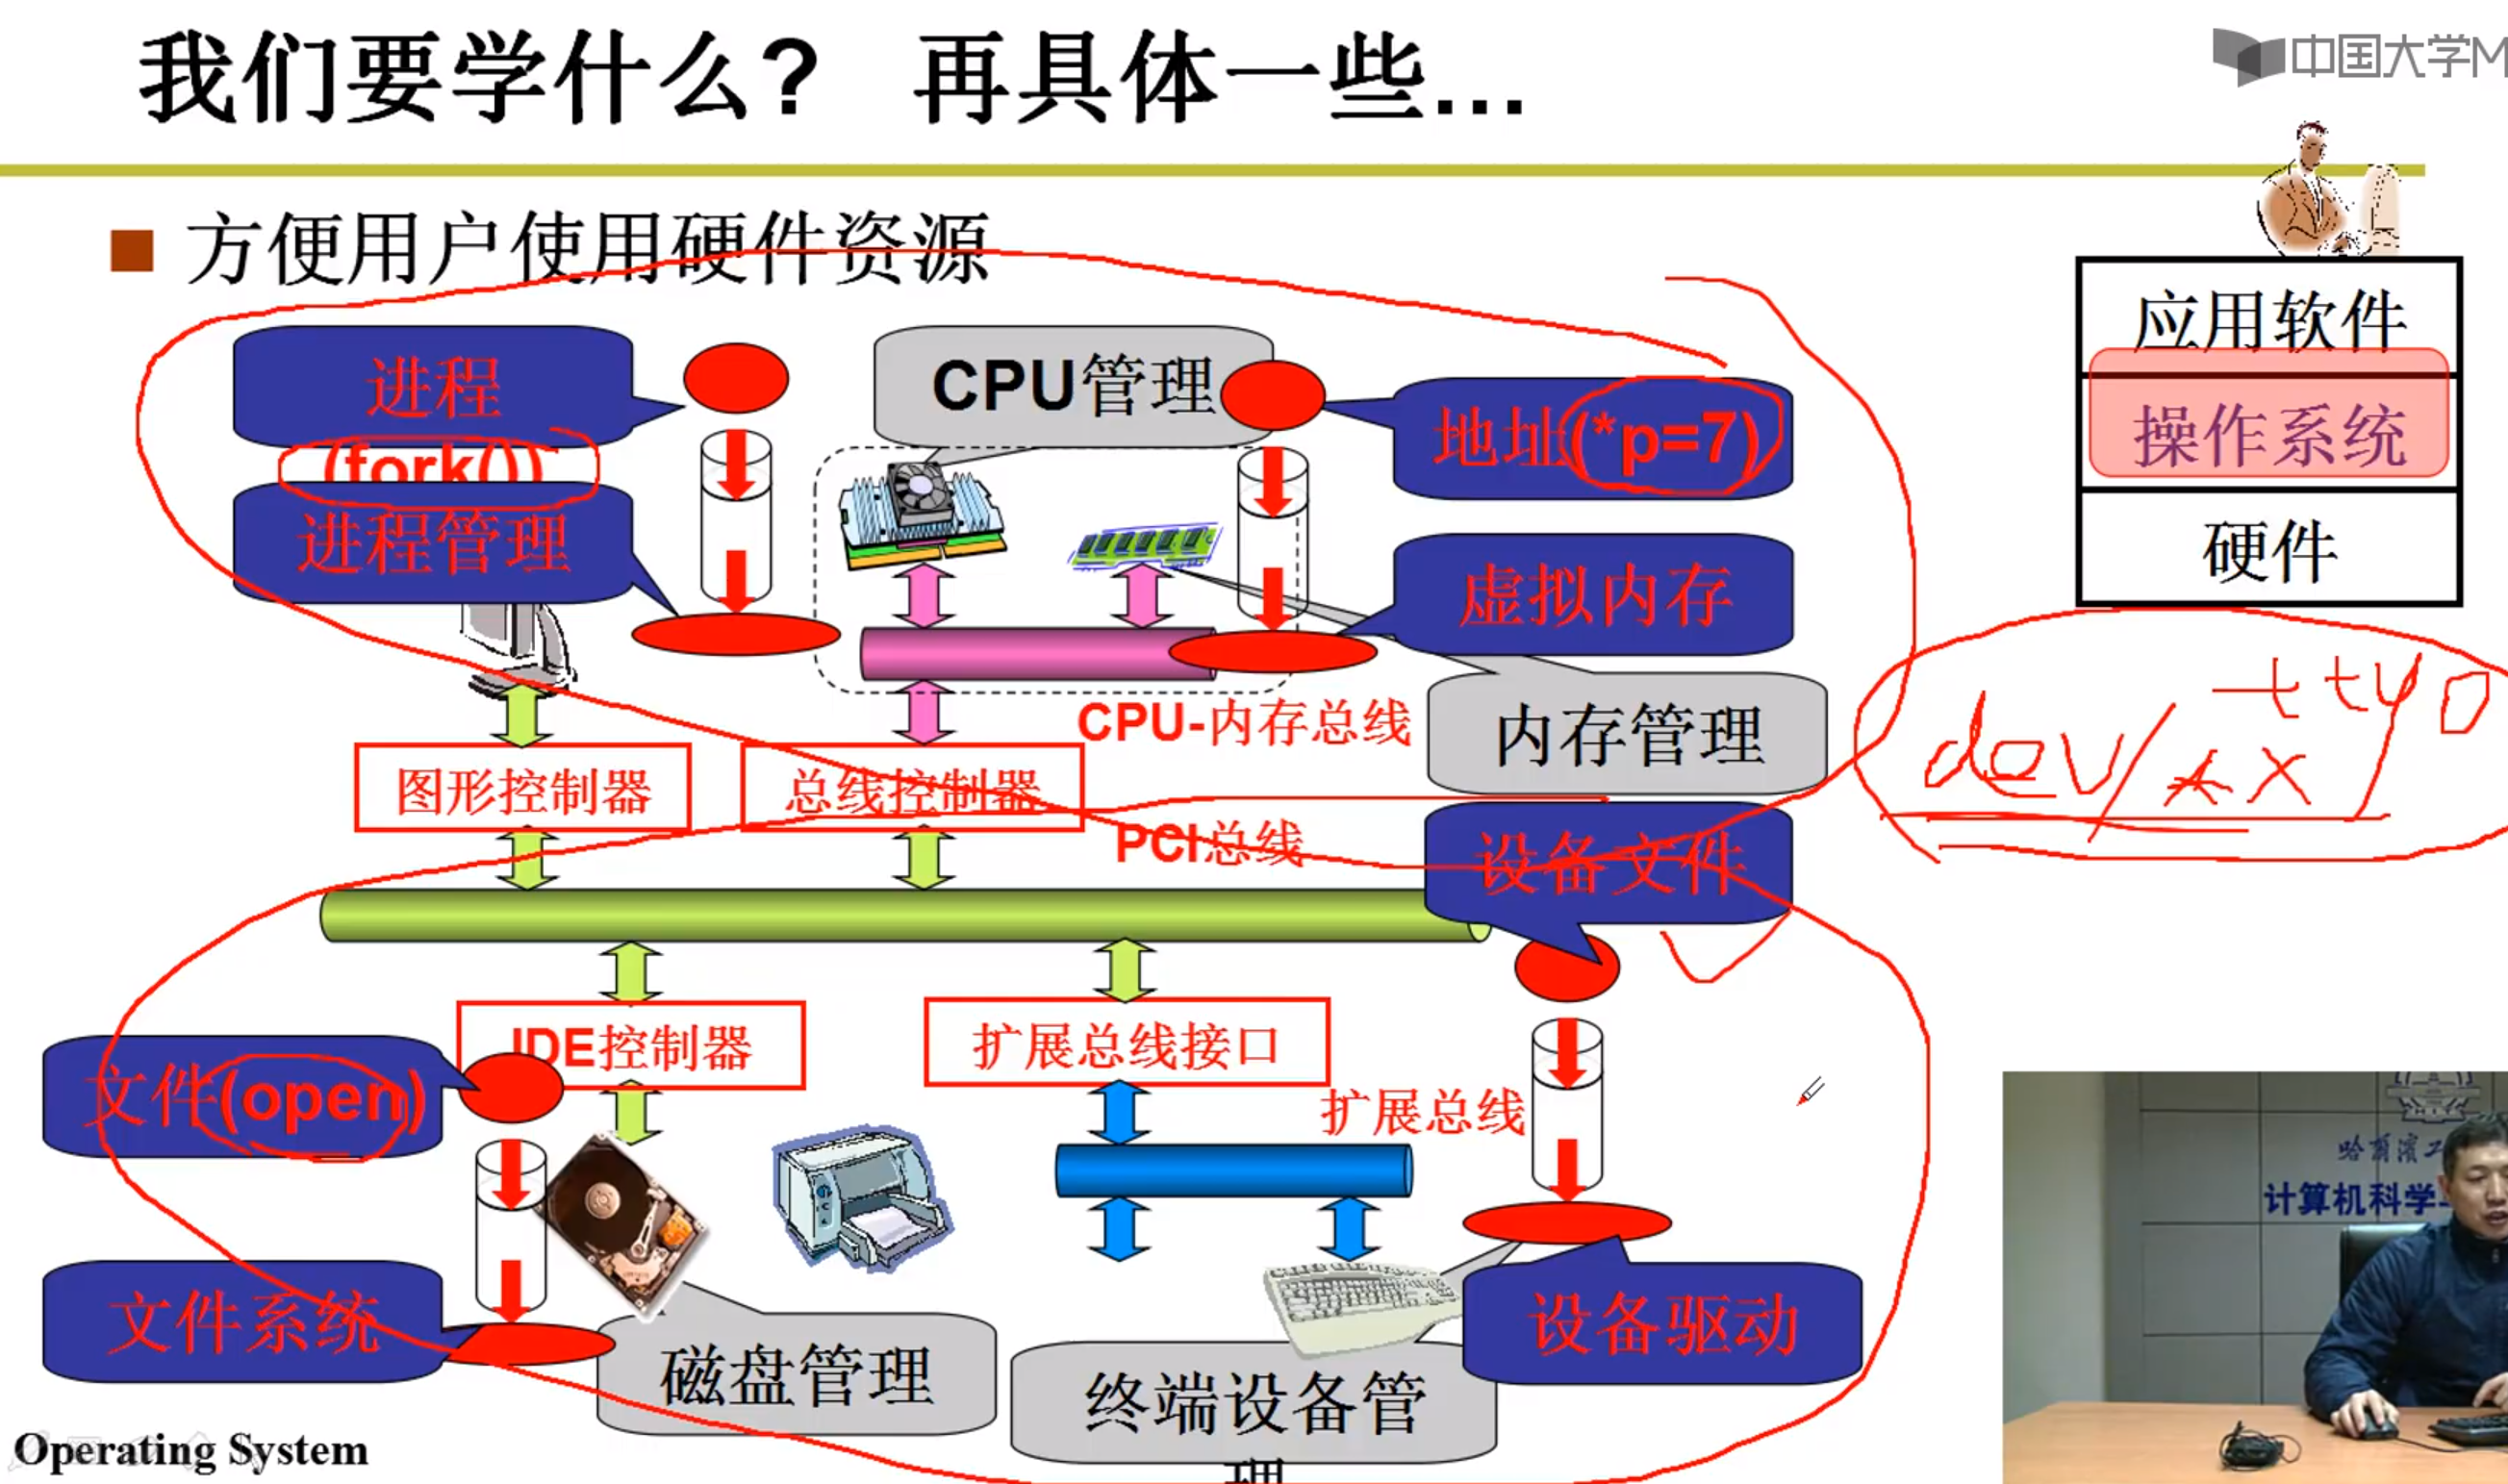 我们要学什么? 再具体一些...
中国大学M
方便用户使用硬件资源
应用软件
操作系统
硬件
进程
(fork())
进程管理
CPU管理
地址(*p=7)
虚拟内存
内存管理
CPU-内存总线
图形控制器
总线控制器
PCI总线
设备文件
tty0
dev/
IDE控制器
扩展总线接口
扩展总线
文件(open)
文件系统
磁盘管理
终端设备管
理
设备驱动
计算机科学
Operating System